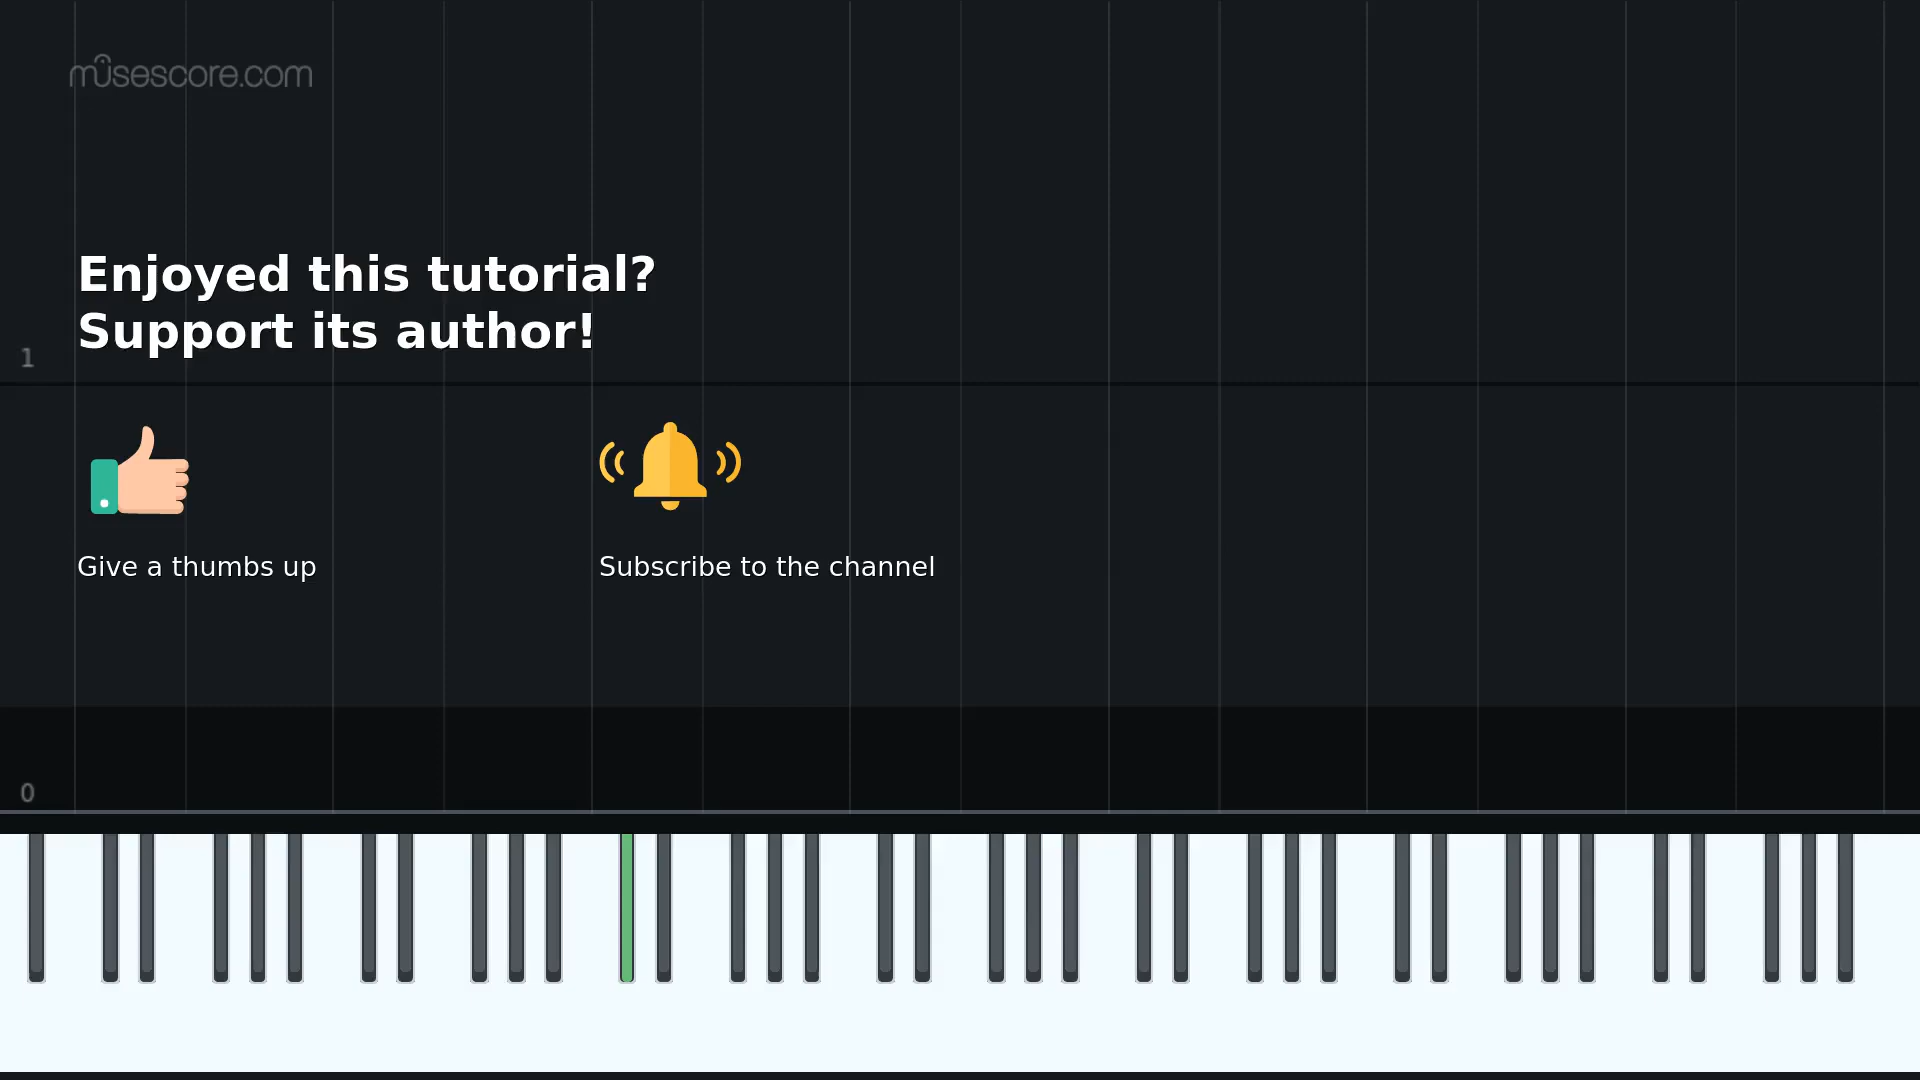 musescore.com
Enjoyed this tutorial?
Support its author!
1
Give a thumbs up
Subscribe to the channel
0